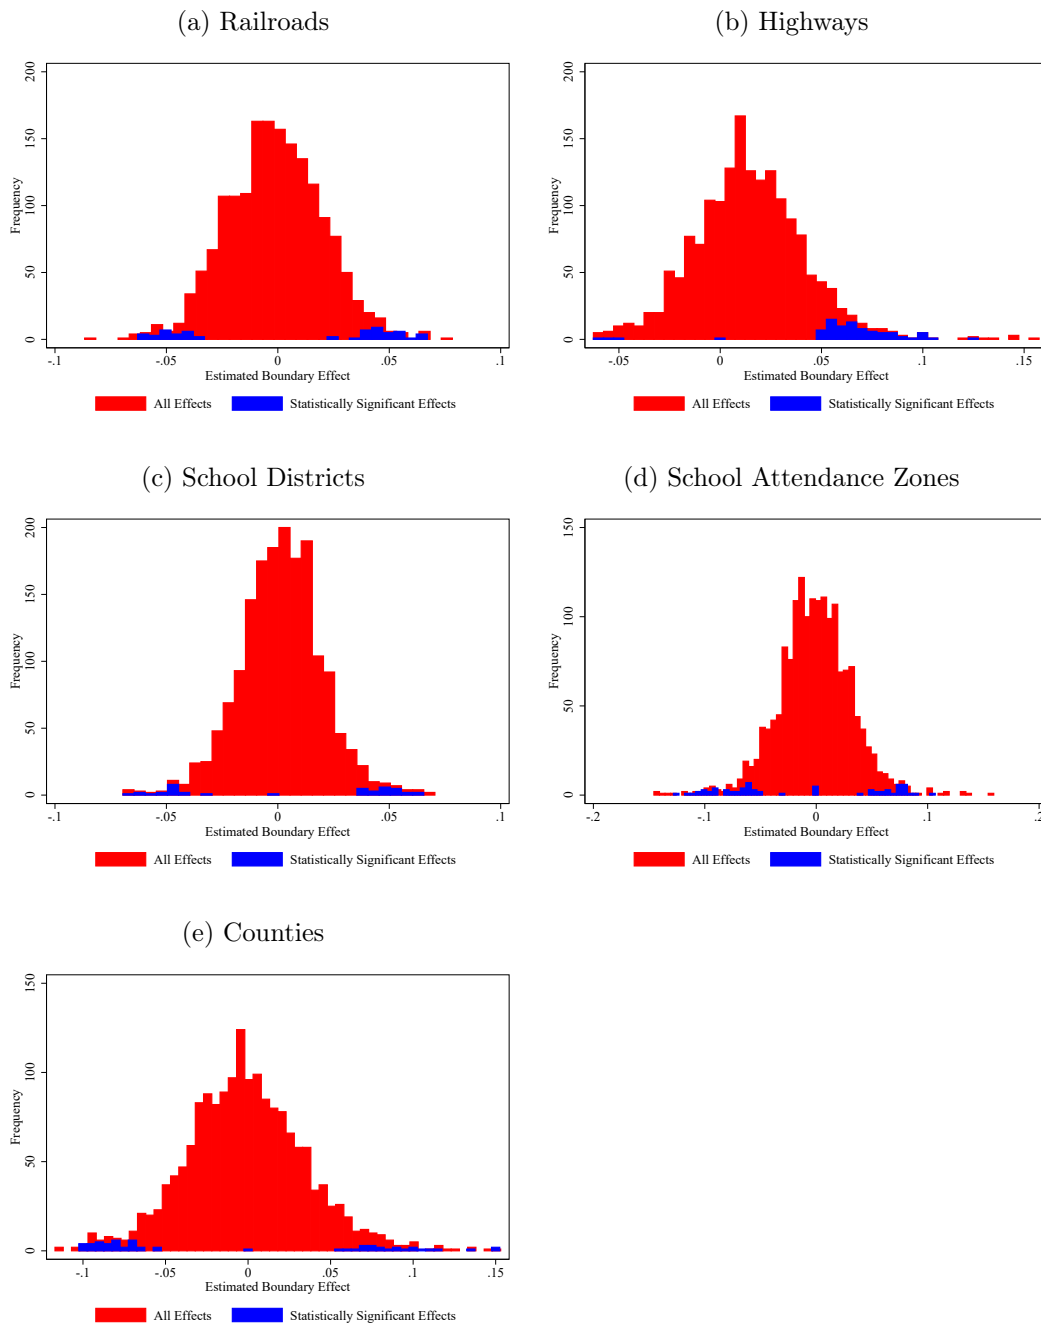 (a) Railroads
(b) Highways
Frequency
0
50
100
150
200
-.1
-.05
0
.05
.1
Estimated Boundary Effect
All Effects
Statistically Significant Effects
Frequency
0
50
100
150
200
-.05
0
.05
.1
.15
Estimated Boundary Effect
All Effects
Statistically Significant Effects
(c) School Districts
(d) School Attendance Zones
Frequency
0
50
100
150
200
-.1
-.05
0
.05
.1
Estimated Boundary Effect
All Effects
Statistically Significant Effects
Frequency
0
50
100
150
-.2
-.1
0
.1
.2
Estimated Boundary Effect
All Effects
Statistically Significant Effects
(e) Counties
Frequency
0
50
100
150
-.1
-.05
0
.05
.1
.15
Estimated Boundary Effect
All Effects
Statistically Significant Effects